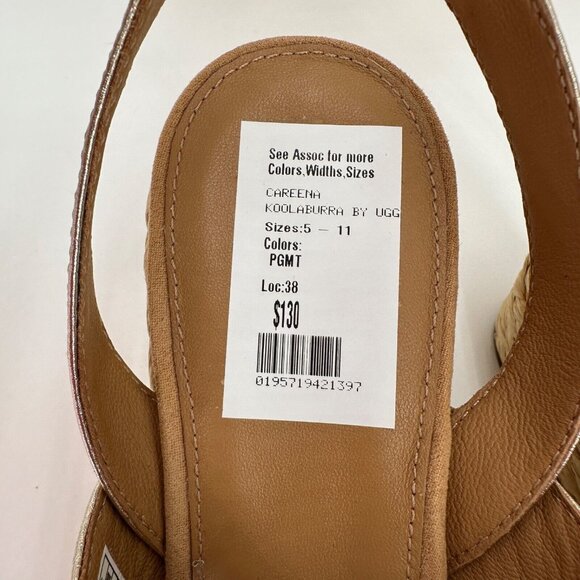 See Assoc for more
Colors,Widths,Sizes
CAREENA
KOOLABURRA BY UGG
Sizes:5 – 11
Colors:
PGMT
Loc:38
$130
0195719421397